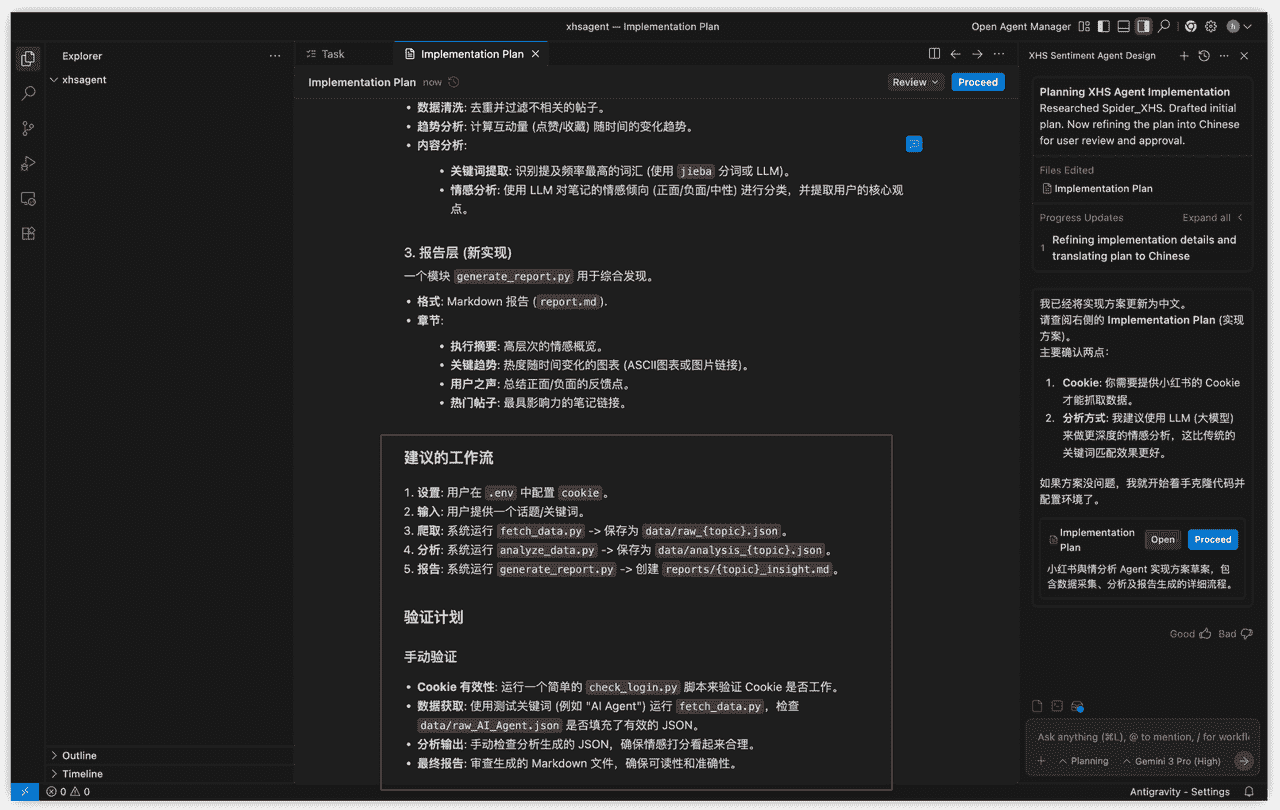 xhsagent — Implementation Plan
Open Agent Manager
h
Explorer
xhsagent
Outline
Timeline
Task
Implementation Plan
Implementation Plan now
Review
Proceed
• 数据清洗: 去重并过滤不相关的帖子。
• 趋势分析: 计算互动量 (点赞/收藏) 随时间的变化趋势。
• 内容分析:
• 关键词提取: 识别提及频率最高的词汇 (使用 jieba 分词或 LLM)。
• 情感分析: 使用 LLM 对笔记的情感倾向 (正面/负面/中性) 进行分类，并提取用户的核心观
点。
3. 报告层 (新实现)
一个模块 generate_report.py 用于综合发现。
• 格式: Markdown 报告 (report.md).
• 章节:
• 执行摘要: 高层次的情感概览。
• 关键趋势: 热度随时间变化的图表 (ASCII图表或图片链接)。
• 用户之声: 总结正面/负面的反馈点。
• 热门帖子: 最具影响力的笔记链接。
建议的工作流
1. 设置: 用户在 .env 中配置 cookie 。
2. 输入: 用户提供一个话题/关键词。
3. 爬取: 系统运行 fetch_data.py -> 保存为 data/raw_{topic}.json 。
4. 分析: 系统运行 analyze_data.py -> 保存为 data/analysis_{topic}.json 。
5. 报告: 系统运行 generate_report.py -> 创建 reports/{topic}_insight.md 。
验证计划
手动验证
• Cookie 有效性: 运行一个简单的 check_login.py 脚本来验证 Cookie 是否工作。
• 数据获取: 使用测试关键词 (例如 "AI Agent") 运行 fetch_data.py ，检查
data/raw_AI_Agent.json 是否填充了有效的 JSON。
• 分析输出: 手动检查分析生成的 JSON，确保情感打分看起来合理。
• 最终报告: 审查生成的 Markdown 文件，确保可读性和准确性。
XHS Sentiment Agent Design
Planning XHS Agent Implementation
Researched Spider_XHS. Drafted initial
plan. Now refining the plan into Chinese
for user review and approval.
Files Edited
Implementation Plan
Progress Updates
Expand all
1 Refining implementation details and
translating plan to Chinese
我已经将实现方案更新为中文。
请查阅右侧的 Implementation Plan (实现
方案)。
主要确认两点：
1. Cookie: 你需要提供小红书的 Cookie
才能抓取数据。
2. 分析方式: 我建议使用 LLM (大模型)
来做更深度的情感分析，这比传统的
关键词匹配效果更好。
如果方案没问题，我就开始着手克隆代码并
配置环境了。
Implementation
Plan
Open
Proceed
小红书舆情分析 Agent 实现方案草案，包
含数据采集、分析及报告生成的详细流程。
Good
Bad
Ask anything (⌘L), @ to mention, / for workfl
Planning
Gemini 3 Pro (High)
0
0
Antigravity - Settings